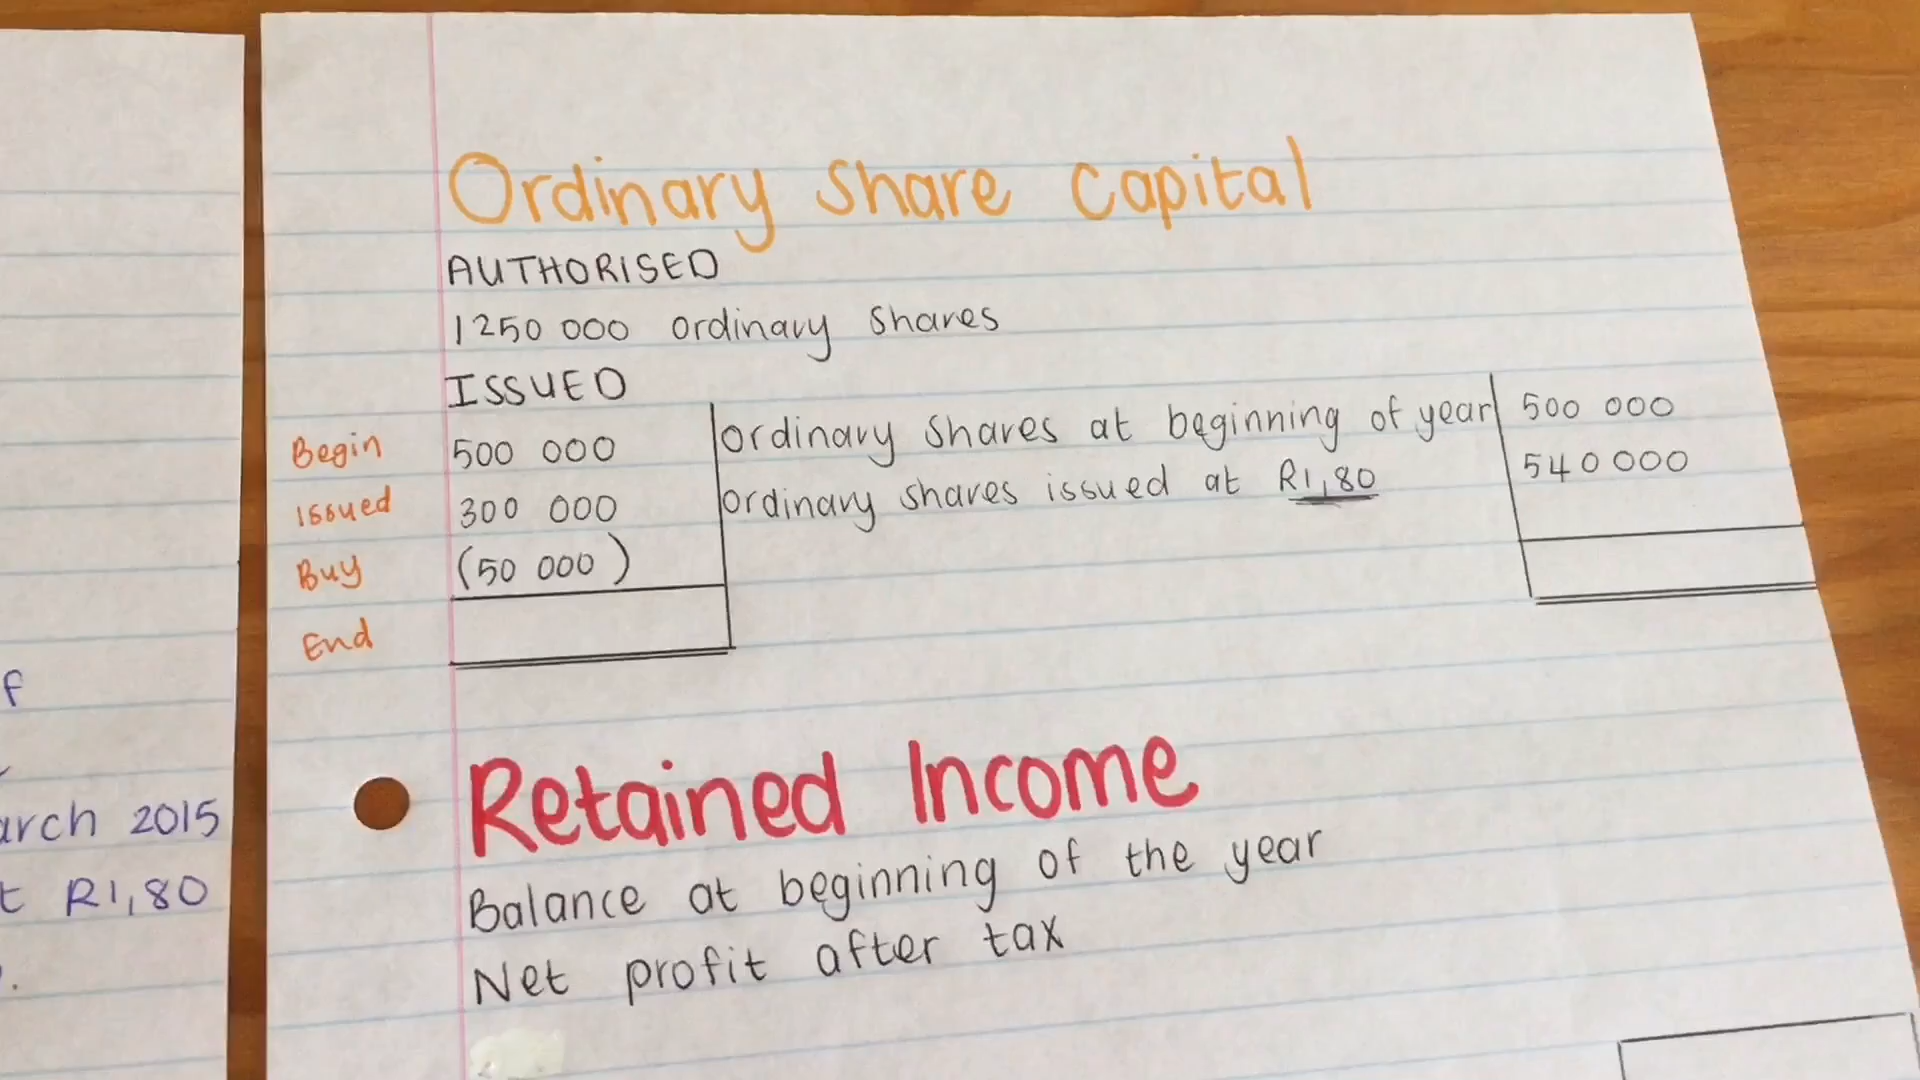 Ordinary Share Capital
AUTHORISED
1250 000 ordinary shares
ISSUED
Begin 500 000 ordinary shares at beginning of year 500 000
Issued 300 000 ordinary shares issued at R1,80 540 000
Buy (50 000)
End
Retained Income
Balance at beginning of the year
Net profit after tax
f
arch 2015
t R1,80